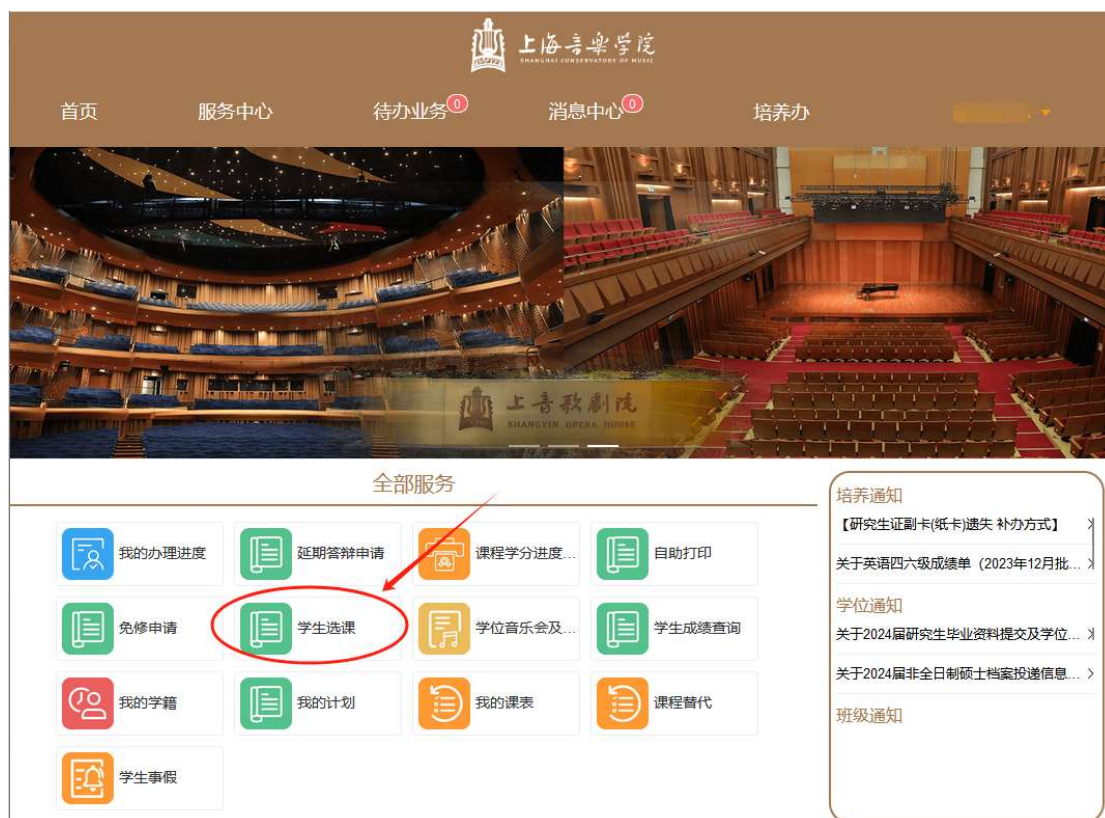 上海音乐学院
SHANGHAI CONSERVATORY OF MUSIC
首页
服务中心
待办业务 0
消息中心 0
培养办
上音歌劇院
SHANGYIN OPERA HOUSE
全部服务
我的办理进度
延期答辩申请
课程学分进度...
自助打印
免修申请
学生选课
学位音乐会及...
学生成绩查询
我的学籍
我的计划
我的课表
课程替代
学生事假
培养通知
【研究生证副卡(纸卡)遗失 补办方式】
关于英语四六级成绩单（2023年12月批...
学位通知
关于2024届研究生毕业资料提交及学位...
关于2024届非全日制硕士档案投递信息...
班级通知